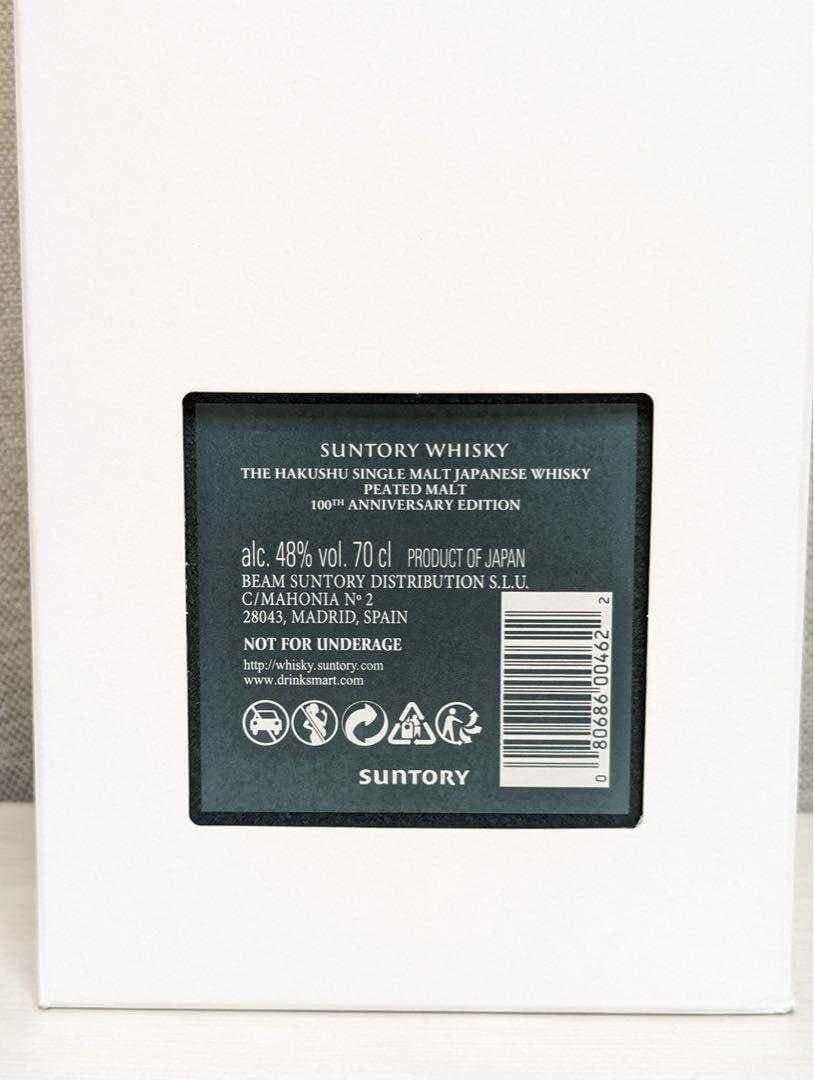 SUNTORY WHISKY
THE HAKUSHU SINGLE MALT JAPANESE WHISKY
PEATED MALT
100TH ANNIVERSARY EDITION
alc. 48% vol. 70 cl PRODUCT OF JAPAN
BEAM SUNTORY DISTRIBUTION S.L.U.
C/MAHONIA Nº 2
28043, MADRID, SPAIN
NOT FOR UNDERAGE
http://whisky.suntory.com
www.drinksmart.com
SUNTORY
0 80686 00462 2